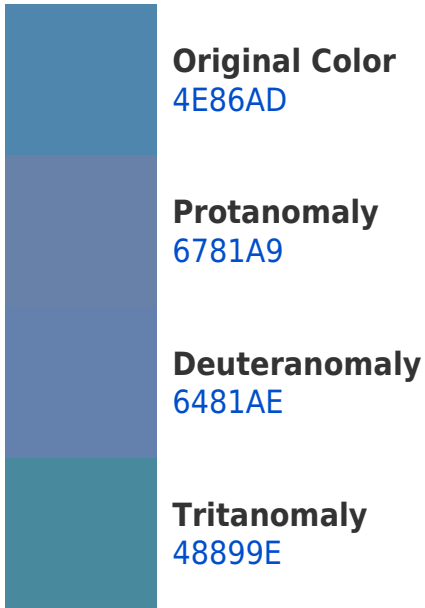 Original Color
4E86AD
Protanomaly
6781A9
Deuteranomaly
6481AE
Tritanomaly
48899E